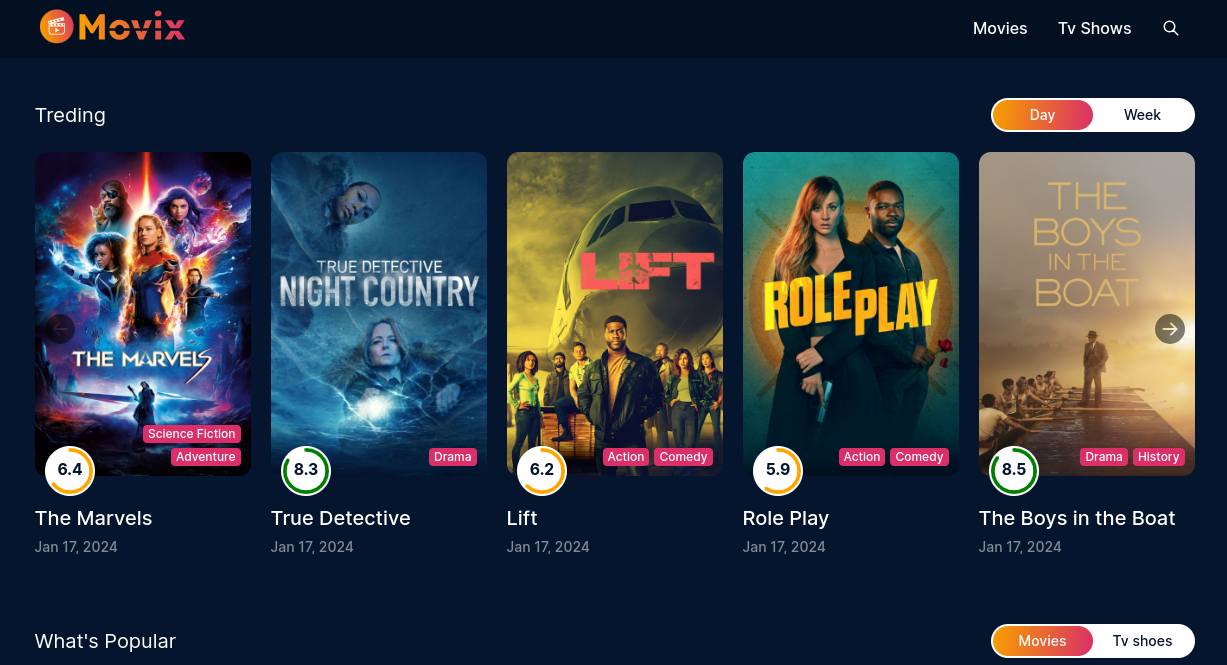 Movix
Movies
Tv Shows
Treding
Day
Week
THE MARVELS
Science Fiction
Adventure
6.4
The Marvels
Jan 17, 2024
TRUE DETECTIVE
NIGHT COUNTRY
Drama
8.3
True Detective
Jan 17, 2024
LIFT
Action
Comedy
6.2
Lift
Jan 17, 2024
ROLE PLAY
Action
Comedy
5.9
Role Play
Jan 17, 2024
THE
BOYS
IN THE
BOAT
Drama
History
8.5
The Boys in the Boat
Jan 17, 2024
What's Popular
Movies
Tv shoes